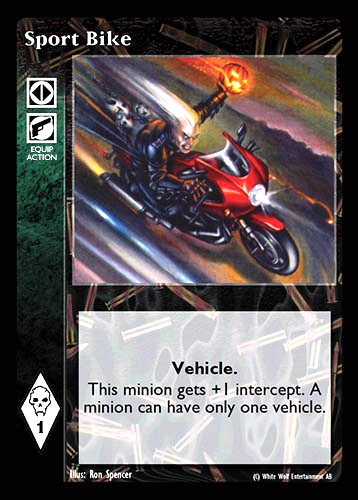 Sport Bike
EQUIP
ACTION
Vehicle.
This minion gets +1 intercept. A
minion can have only one vehicle.
1
Illus: Ron Spencer
(C) White Wolf Entertainment AB